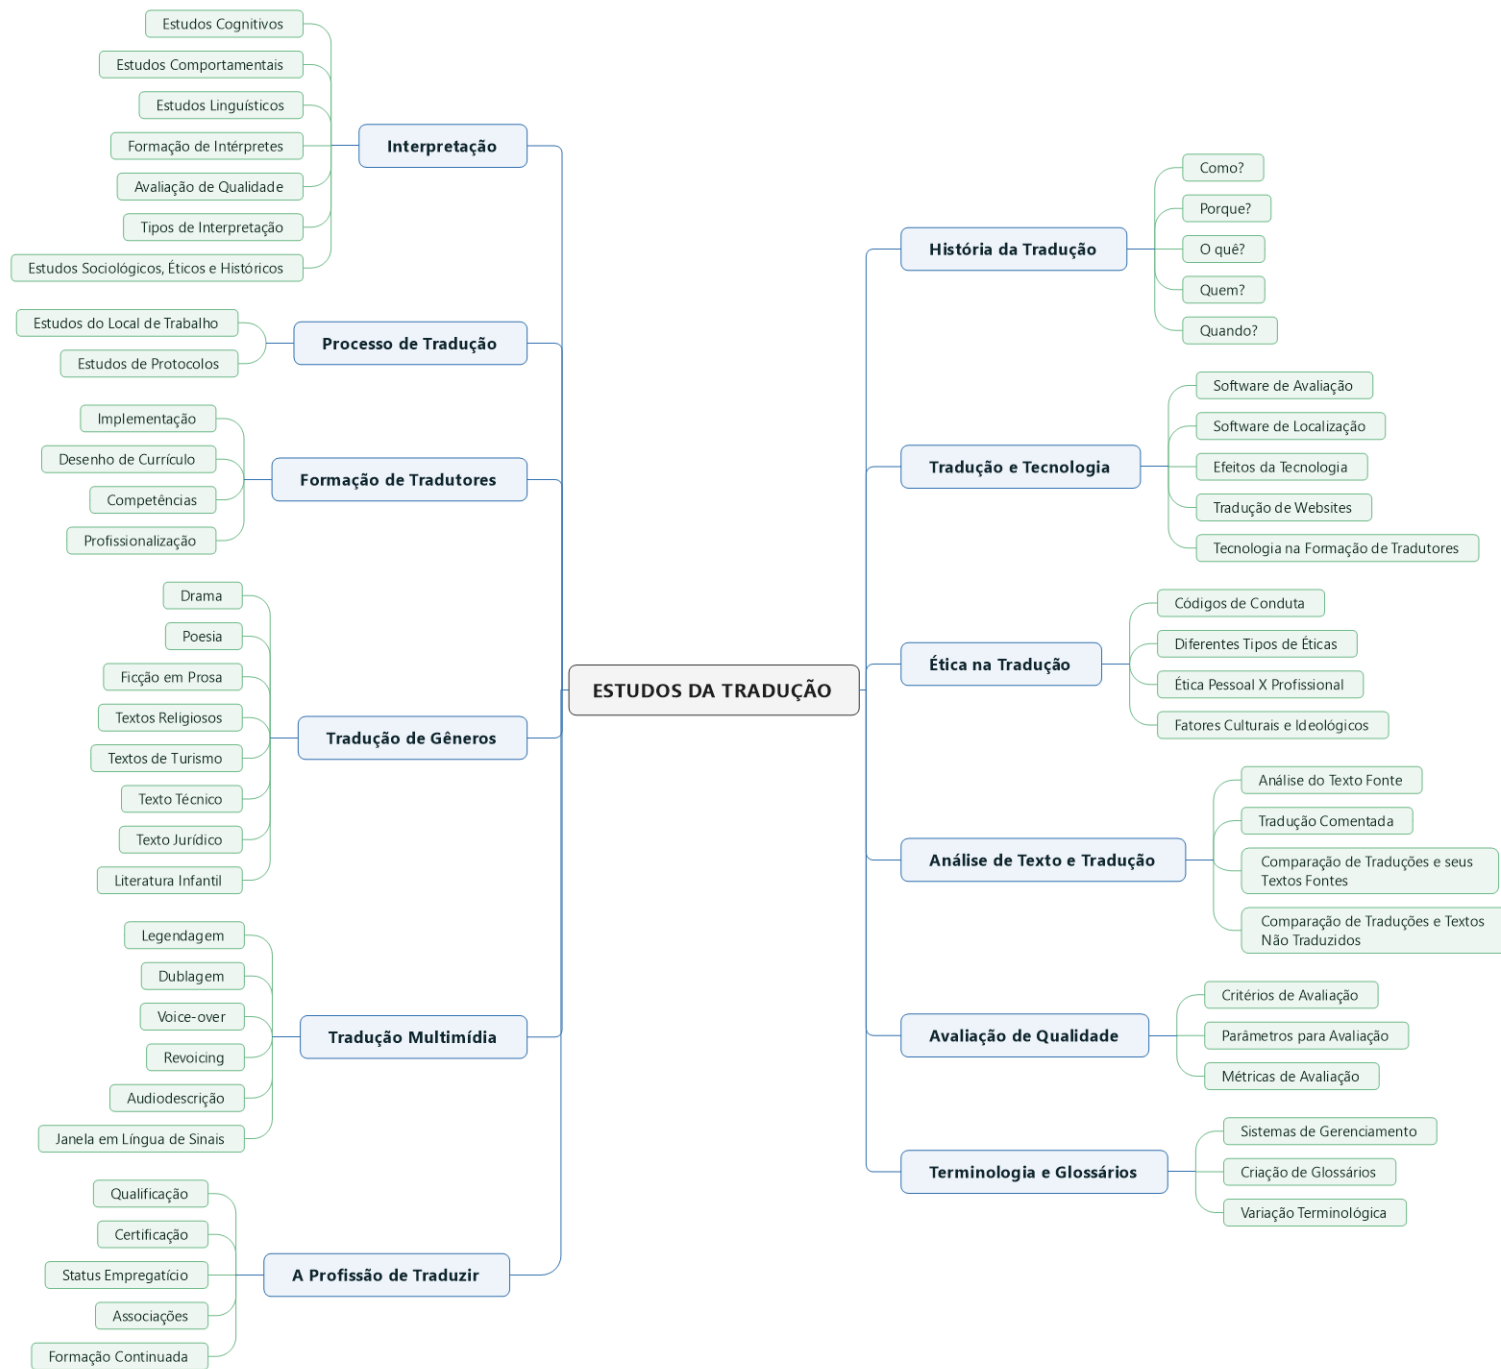 ESTUDOS DA TRADUÇÃO
Interpretação
Estudos Cognitivos
Estudos Comportamentais
Estudos Linguísticos
Formação de Intérpretes
Avaliação de Qualidade
Tipos de Interpretação
Estudos Sociológicos, Éticos e Históricos
Processo de Tradução
Estudos do Local de Trabalho
Estudos de Protocolos
Formação de Tradutores
Implementação
Desenho de Currículo
Competências
Profissionalização
Tradução de Gêneros
Drama
Poesia
Ficção em Prosa
Textos Religiosos
Textos de Turismo
Texto Técnico
Texto Jurídico
Literatura Infantil
Tradução Multimídia
Legendagem
Dublagem
Voice-over
Revoicing
Audiodescrição
Janela em Língua de Sinais
A Profissão de Traduzir
Qualificação
Certificação
Status Empregatício
Associações
Formação Continuada
História da Tradução
Como?
Porque?
O quê?
Quem?
Quando?
Tradução e Tecnologia
Software de Avaliação
Software de Localização
Efeitos da Tecnologia
Tradução de Websites
Tecnologia na Formação de Tradutores
Ética na Tradução
Códigos de Conduta
Diferentes Tipos de Éticas
Ética Pessoal X Profissional
Fatores Culturais e Ideológicos
Análise de Texto e Tradução
Análise do Texto Fonte
Tradução Comentada
Comparação de Traduções e seus
Textos Fontes
Comparação de Traduções e Textos
Não Traduzidos
Avaliação de Qualidade
Critérios de Avaliação
Parâmetros para Avaliação
Métricas de Avaliação
Terminologia e Glossários
Sistemas de Gerenciamento
Criação de Glossários
Variação Terminológica